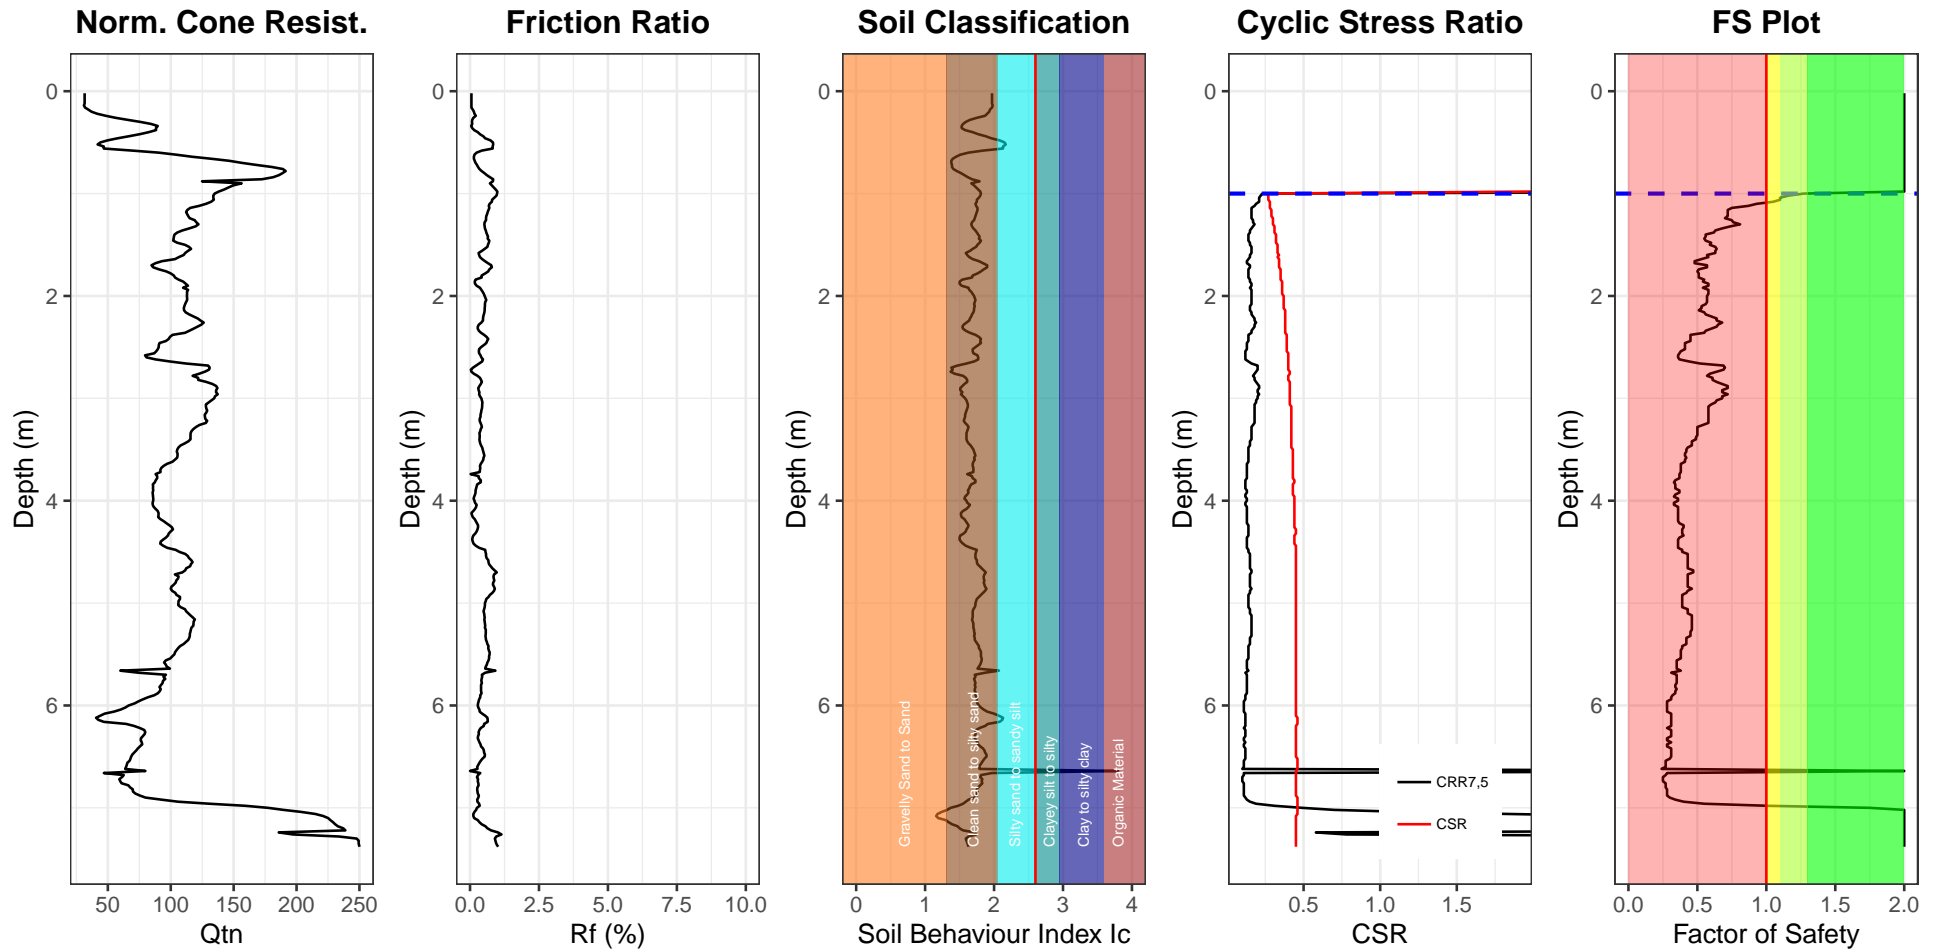 Norm. Cone Resist.
Friction Ratio
Soil Classification
Cyclic Stress Ratio
FS Plot
Depth (m)
0
2
4
6
50 100 150 200 250
Qtn
Depth (m)
0
2
4
6
0.0 2.5 5.0 7.5 10.0
Rf (%)
Depth (m)
0
2
4
6
Gravelly Sand to Sand
Clean sand to silty sand
Silty sand to sandy silt
Clayey silt to silty
Clay to silty clay
Organic Material
0 1 2 3 4
Soil Behaviour Index Ic
Depth (m)
0
2
4
6
CRR7,5
CSR
0.5 1.0 1.5
CSR
Depth (m)
0
2
4
6
0.0 0.5 1.0 1.5 2.0
Factor of Safety